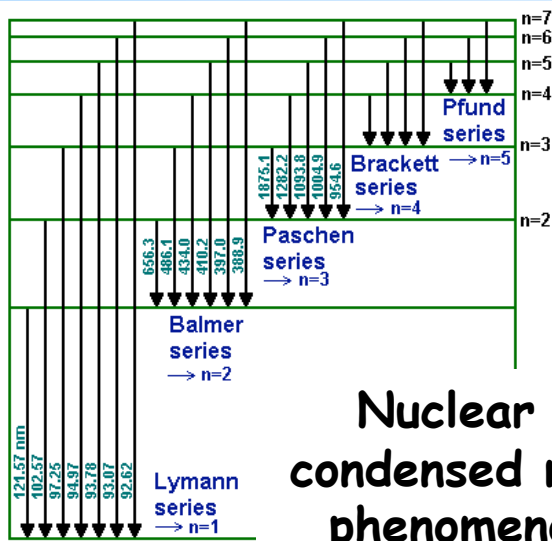 n=7
n=6
n=5
n=4
Pfund
series
→ n=5
n=3
1875.1
1282.2
1093.8
1004.9
954.6
Brackett
series
→ n=4
n=2
656.3
486.1
434.0
410.2
397.0
388.9
Paschen
series
→ n=3
Balmer
series
→ n=2
121.57 nm
102.57
97.25
94.97
93.78
93.07
92.62
Lymann
series
→ n=1
Nuclear
condensed
phenomen